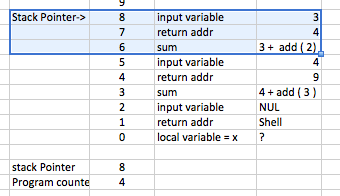 9
Stack Pointer-> 8 input variable 3
7 return addr 4
6 sum 3 + add ( 2)
5 input variable 4
4 return addr 9
3 sum 4 + add ( 3 )
2 input variable NUL
1 return addr Shell
0 local variable = x ?
stack Pointer 8
Program counte 4